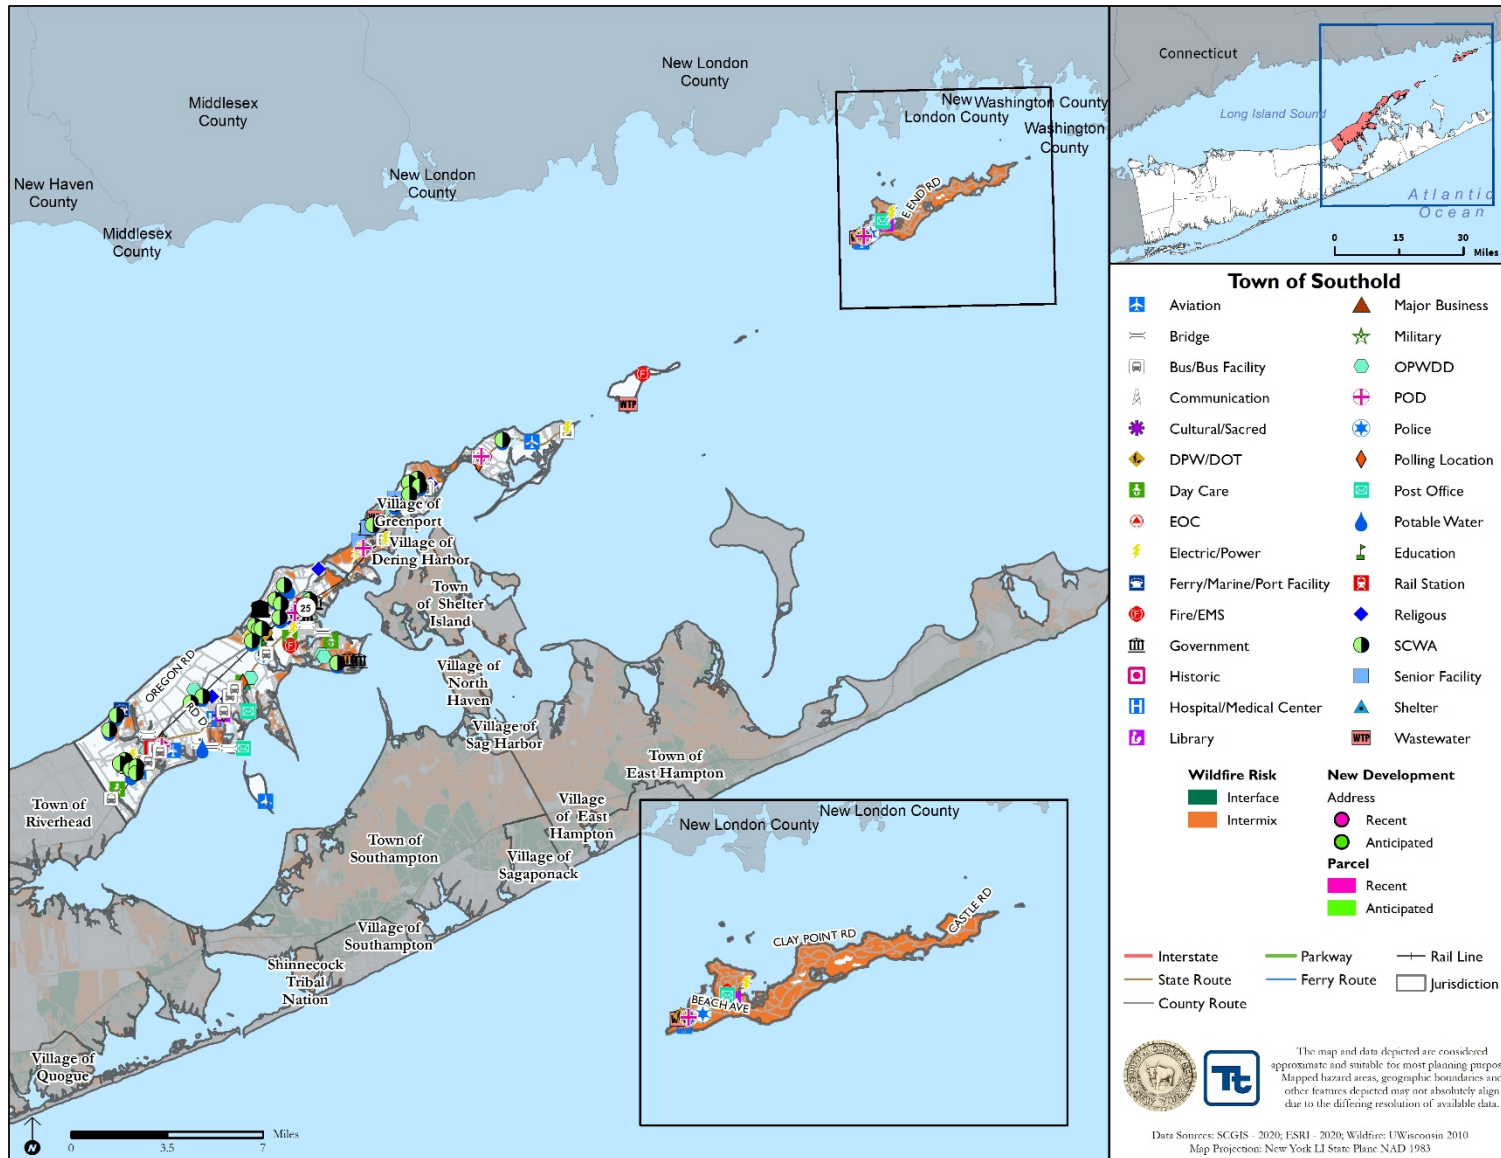 New London
County
Middlesex
County
New Washington County
London County
Washington
County
New Haven
County
New London
County
Middlesex
County
E END RD
WTP
Village of
Greenport
Village of
Dering Harbor
Town
of Shelter
Island
25
OREGON RD
RD D
Village of
North
Haven
Village of
Sag Harbor
Town of
East Hampton
Town of
Riverhead
Village
of East
Hampton
Town of
Southampton
Village of
Sagaponack
Village of
Southampton
Shinnecock
Tribal
Nation
Village of
Quogue
New London County
New London County
CASTLE RD
CLAY POINT RD
BEACH AVE
N
0 3.5 7 Miles
Connecticut
Long Island Sound
Atlantic
Ocean
0 15 30
Miles
Town of Southold
Aviation
Bridge
Bus/Bus Facility
Communication
Cultural/Sacred
DPW/DOT
Day Care
EOC
Electric/Power
Ferry/Marine/Port Facility
Fire/EMS
Government
Historic
Hospital/Medical Center
Library
Major Business
Military
OPWDD
POD
Police
Polling Location
Post Office
Potable Water
Education
Rail Station
Religous
SCWA
Senior Facility
Shelter
WTP Wastewater
Wildfire Risk
Interface
Intermix
New Development
Address
Recent
Anticipated
Parcel
Recent
Anticipated
Interstate
State Route
County Route
Parkway
Ferry Route
Rail Line
Jurisdiction
Tt
The map and data depicted are considered
approximate and suitable for most planning purpos
Mapped hazard areas, geographic boundaries and
other features depicted may not absolutely align
due to the differing resolution of available data.
Data Sources: SCGIS - 2020; ESRI - 2020; Wildfire: UWisconsin 2010
Map Projection: New York LI State Plane NAD 1983